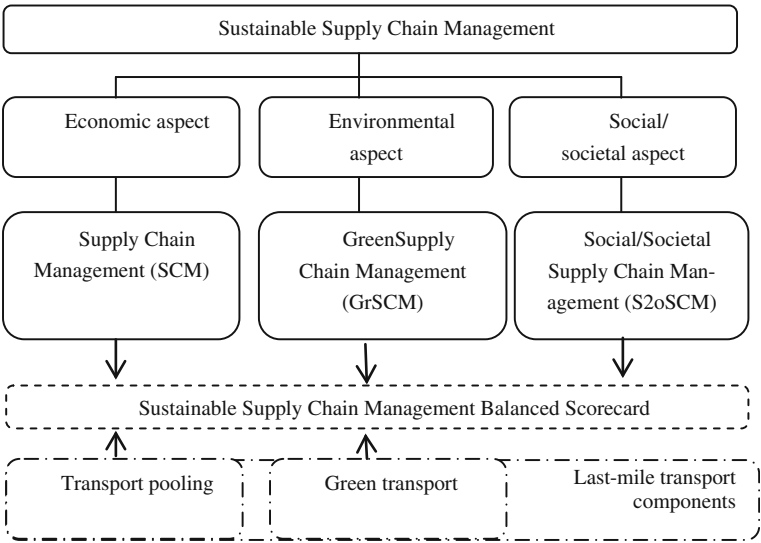 Sustainable Supply Chain Management
Economic aspect
Environmental
aspect
Social/
societal aspect
Supply Chain
Management (SCM)
GreenSupply
Chain Management
(GrSCM)
Social/Societal
Supply Chain Man-
agement (S2oSCM)
Sustainable Supply Chain Management Balanced Scorecard
Transport pooling
Green transport
Last-mile transport
components